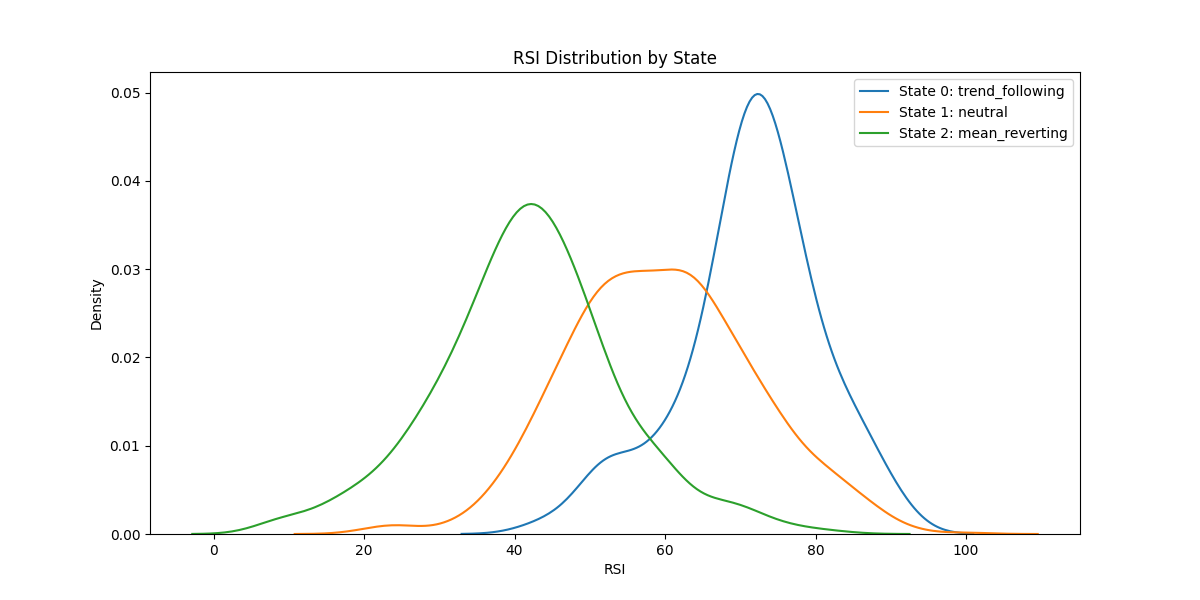 RSI Distribution by State
State 0: trend_following
State 1: neutral
State 2: mean_reverting
0.05
0.04
0.03
0.02
0.01
0.00
Density
0 20 40 60 80 100
RSI